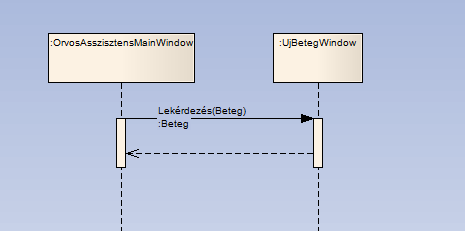 :OrvosAsszisztensMainWindow
:UjBetegWindow
Lekérdezés(Beteg)
:Beteg